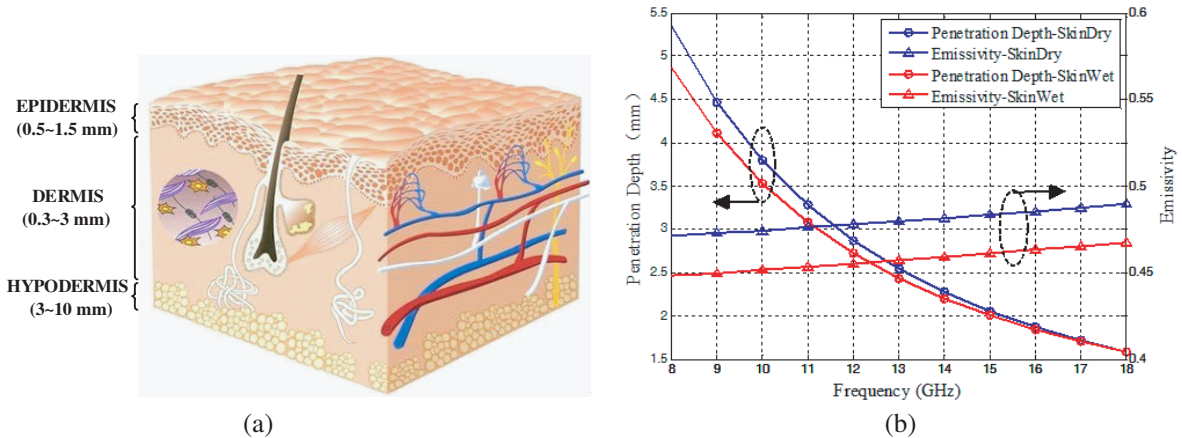 EPIDERMIS
(0.5~1.5 mm)
DERMIS
(0.3~3 mm)
HYPODERMIS
(3~10 mm)
(a)
5.5
5
4.5
4
3.5
3
2.5
2
1.5
Penetration Depth (mm)
8 9 10 11 12 13 14 15 16 17 18
Frequency (GHz)
0.6
0.55
0.5
0.45
0.4
Emissivity
Penetration Depth-SkinDry
Emissivity-SkinDry
Penetration Depth-SkinWet
Emissivity-SkinWet
(b)